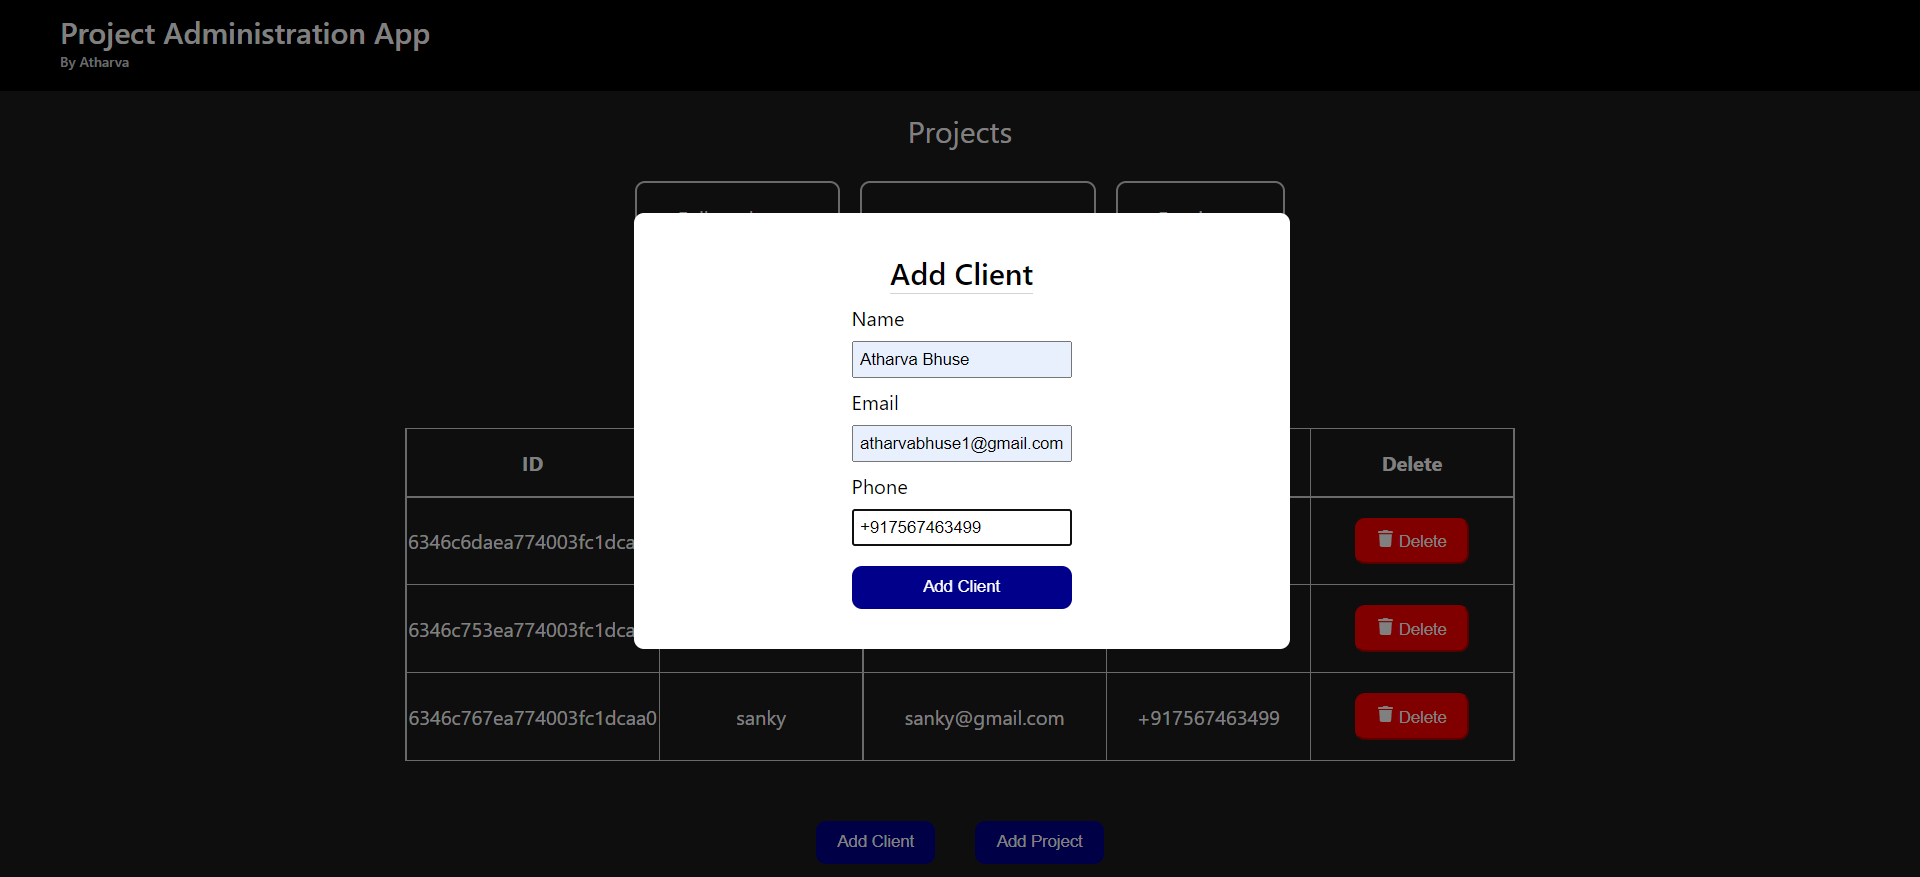 Project Administration App
By Atharva
Projects
Add Client
Name
Atharva Bhuse
Email
atharvabhuse1@gmail.com
Phone
+917567463499
Add Client
ID Delete
6346c6daea774003fc1dca Delete
6346c753ea774003fc1dca Delete
6346c767ea774003fc1dcaa0 sanky sanky@gmail.com +917567463499 Delete
Add Client Add Project